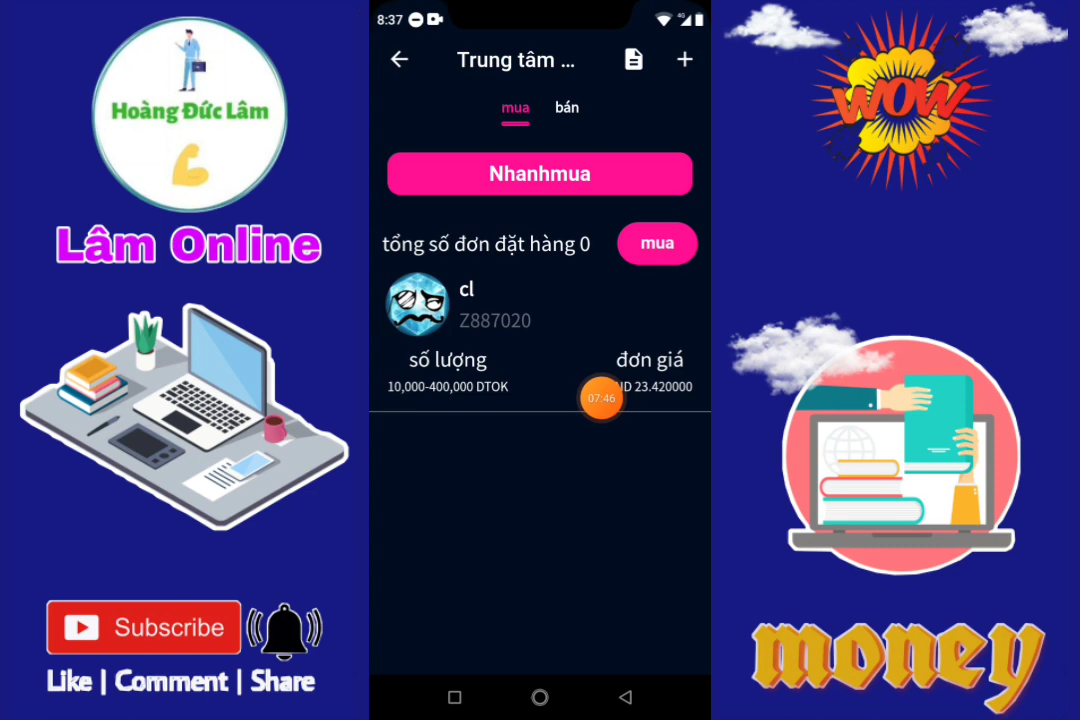 Hoàng Đức Lâm
Lâm Online
Subscribe
Like | Comment | Share
8:37
4G
Trung tâm ...
mua bán
Nhanhmua
tổng số đơn đặt hàng 0
mua
cl
Z887020
số lượng đơn giá
10,000-400,000 DTOK 23.420000
07:46
WOW
money